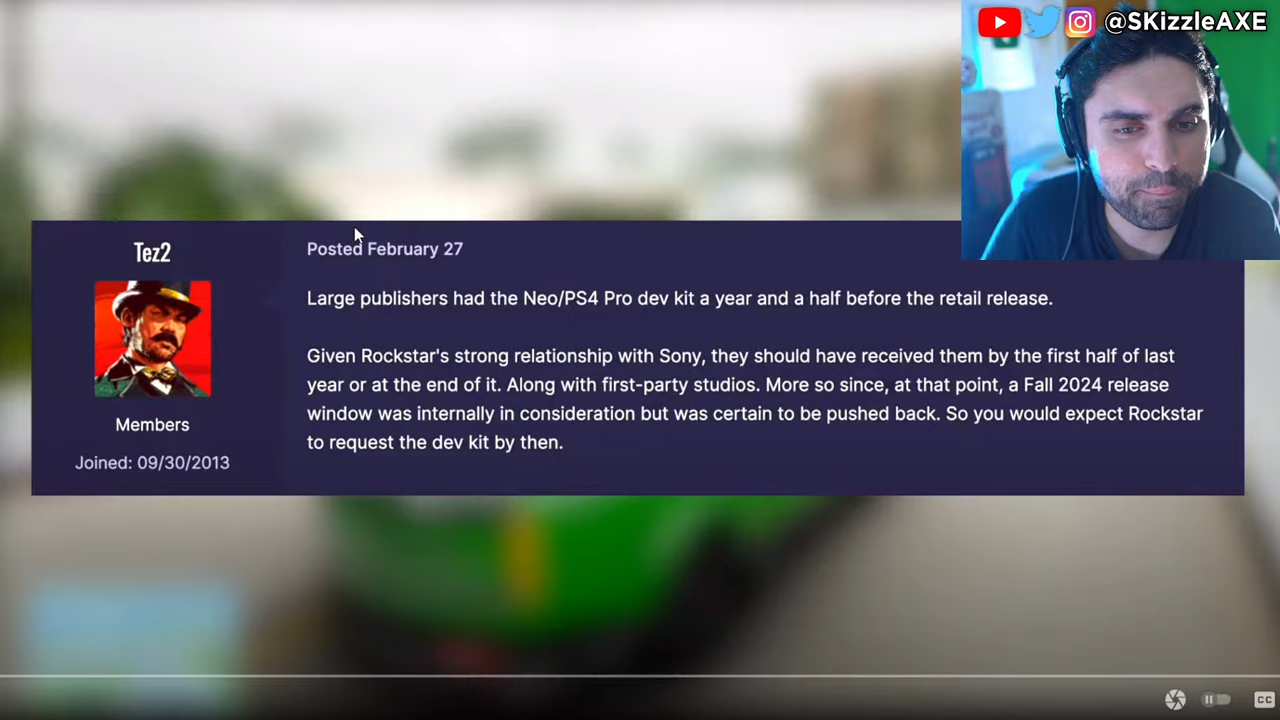 @SKizzleAXE
Tez2
Members
Joined: 09/30/2013
Posted February 27
Large publishers had the Neo/PS4 Pro dev kit a year and a half before the retail release.
Given Rockstar's strong relationship with Sony, they should have received them by the first half of last
year or at the end of it. Along with first-party studios. More so since, at that point, a Fall 2024 release
window was internally in consideration but was certain to be pushed back. So you would expect Rockstar
to request the dev kit by then.
CC